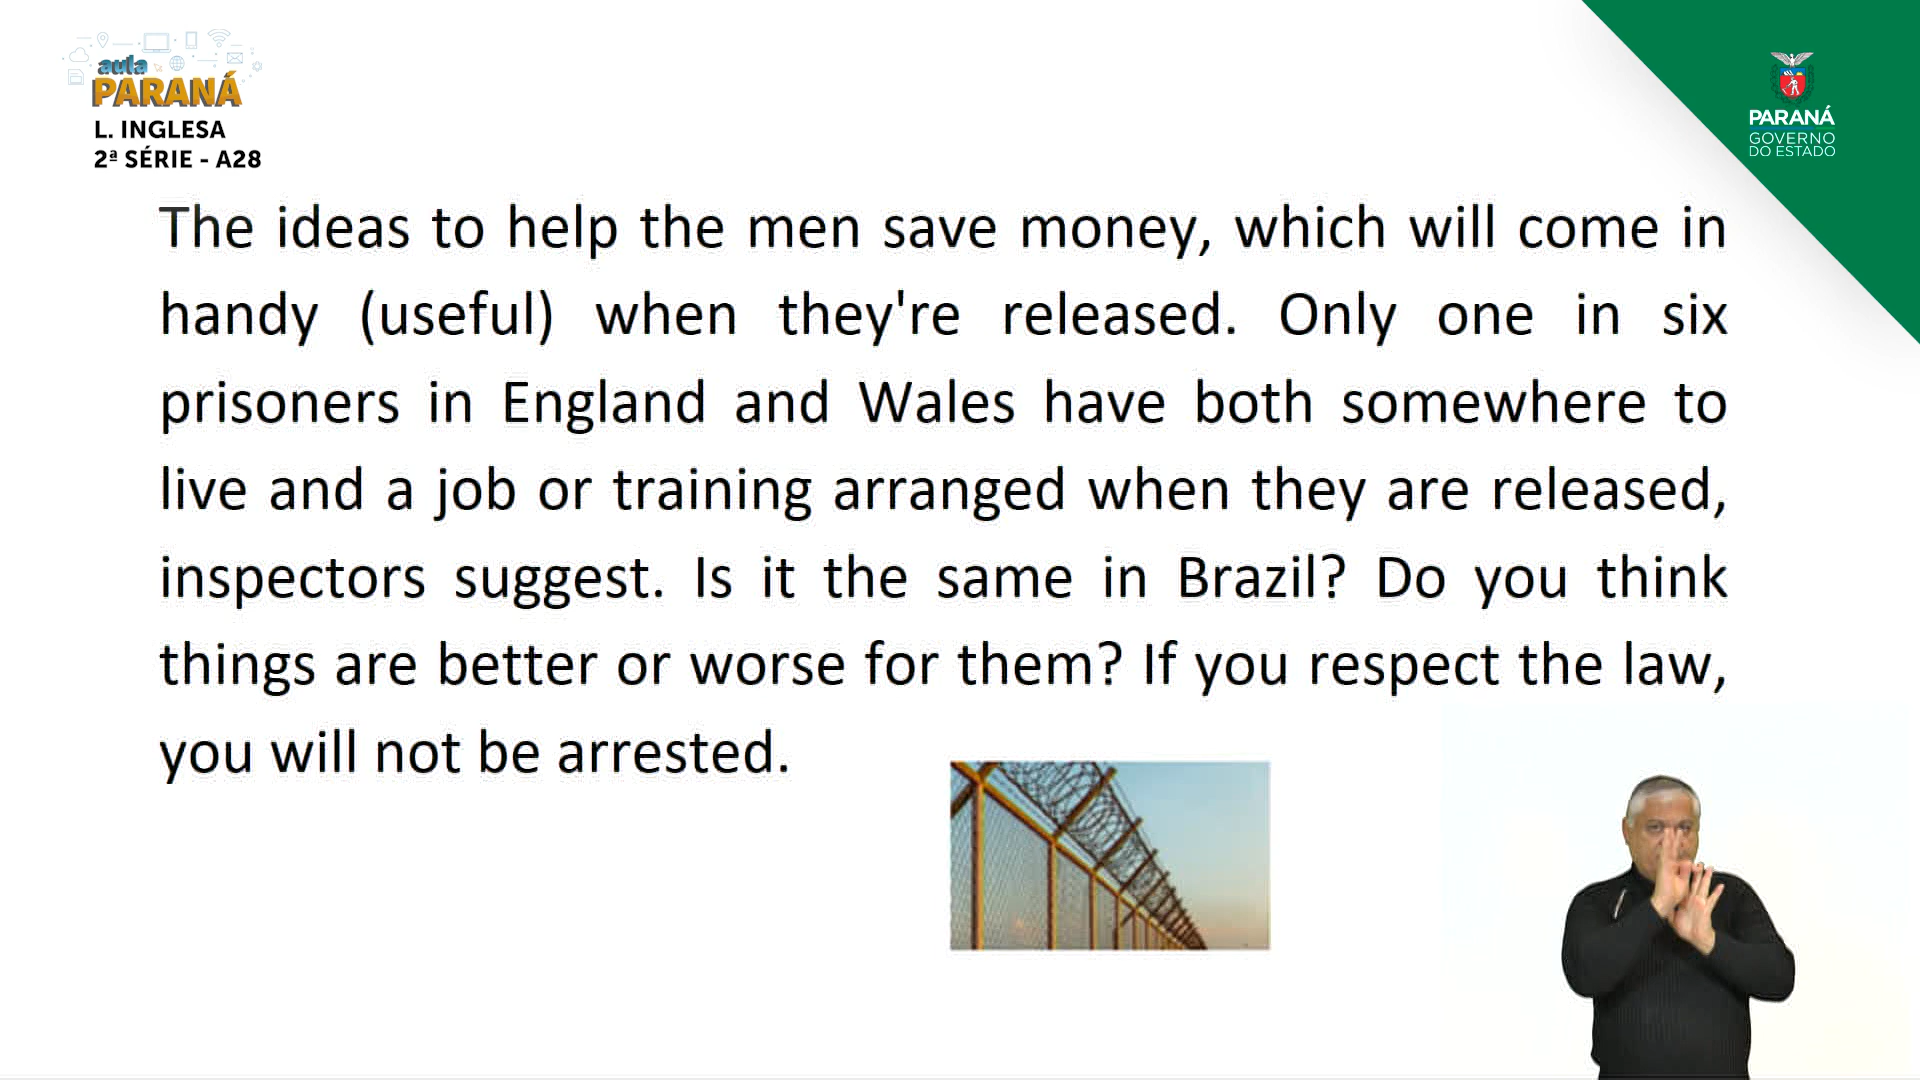 aula
PARANÁ
L. INGLESA
2ª SÉRIE - A28
PARANÁ
GOVERNO
DO ESTADO
The ideas to help the men save money, which will come in
handy (useful) when they're released. Only one in six
prisoners in England and Wales have both somewhere to
live and a job or training arranged when they are released,
inspectors suggest. Is it the same in Brazil? Do you think
things are better or worse for them? If you respect the law,
you will not be arrested.